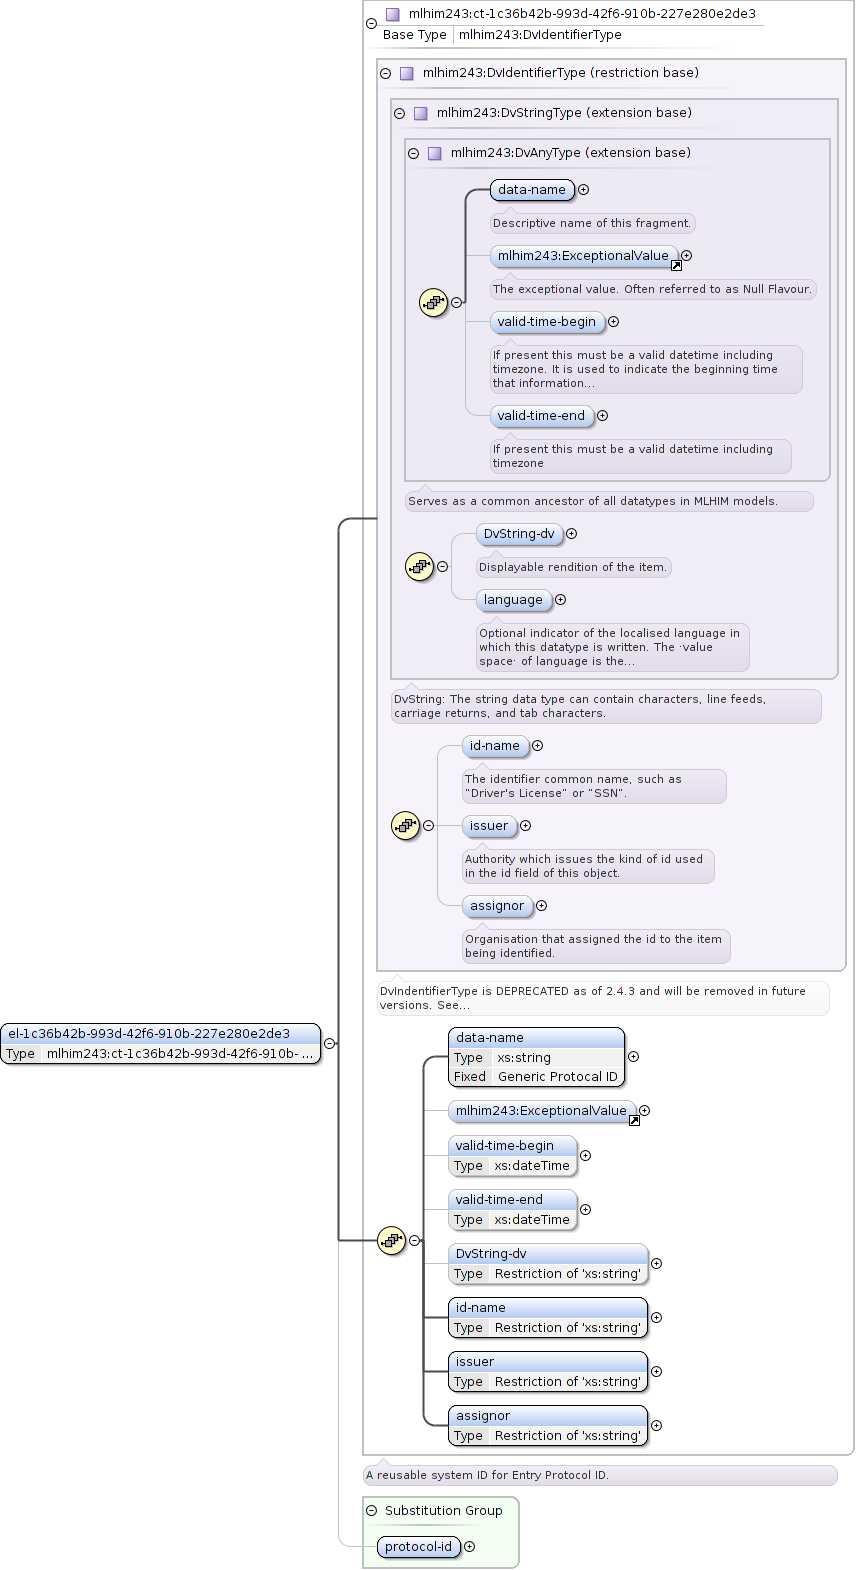 mlhim243:ct-1c36b42b-993d-42f6-910b-227e280e2de3
Base Type mlhim243:DvIdentifierType
mlhim243:DvIdentifierType (restriction base)
mlhim243:DvStringType (extension base)
mlhim243:DvAnyType (extension base)
data-name
Descriptive name of this fragment.
mlhim243:ExceptionalValue
The exceptional value. Often referred to as Null Flavour.
valid-time-begin
If present this must be a valid datetime including
timezone. It is used to indicate the beginning time
that information...
valid-time-end
If present this must be a valid datetime including
timezone
Serves as a common ancestor of all datatypes in MLHIM models.
DvString-dv
Displayable rendition of the item.
language
Optional indicator of the localised language in
which this datatype is written. The ·value
space· of language is the...
DvString: The string data type can contain characters, line feeds,
carriage returns, and tab characters.
id-name
The identifier common name, such as
“Driver's License” or “SSN”.
issuer
Authority which issues the kind of id used
in the id field of this object.
assignor
Organisation that assigned the id to the item
being identified.
DvIndentifierType is DEPRECATED as of 2.4.3 and will be removed in future
versions. See...
el-1c36b42b-993d-42f6-910b-227e280e2de3
Type mlhim243:ct-1c36b42b-993d-42f6-910b- ...
data-name
Type xs:string
Fixed Generic Protocal ID
mlhim243:ExceptionalValue
valid-time-begin
Type xs:dateTime
valid-time-end
Type xs:dateTime
DvString-dv
Type Restriction of 'xs:string'
id-name
Type Restriction of 'xs:string'
issuer
Type Restriction of 'xs:string'
assignor
Type Restriction of 'xs:string'
A reusable system ID for Entry Protocol ID.
Substitution Group
protocol-id